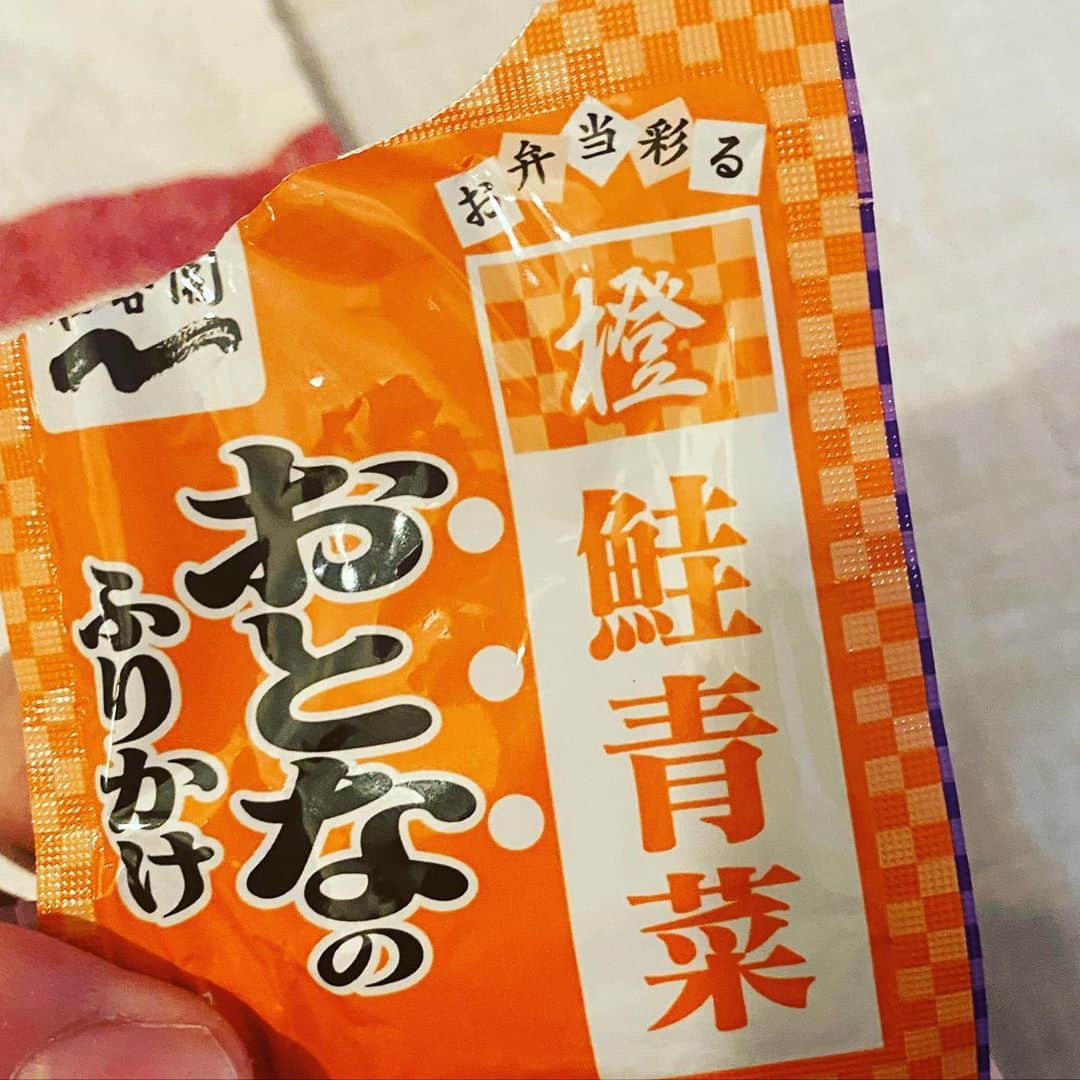 お弁当彩る
橙
鮭青菜
おとなの
ふりかけ